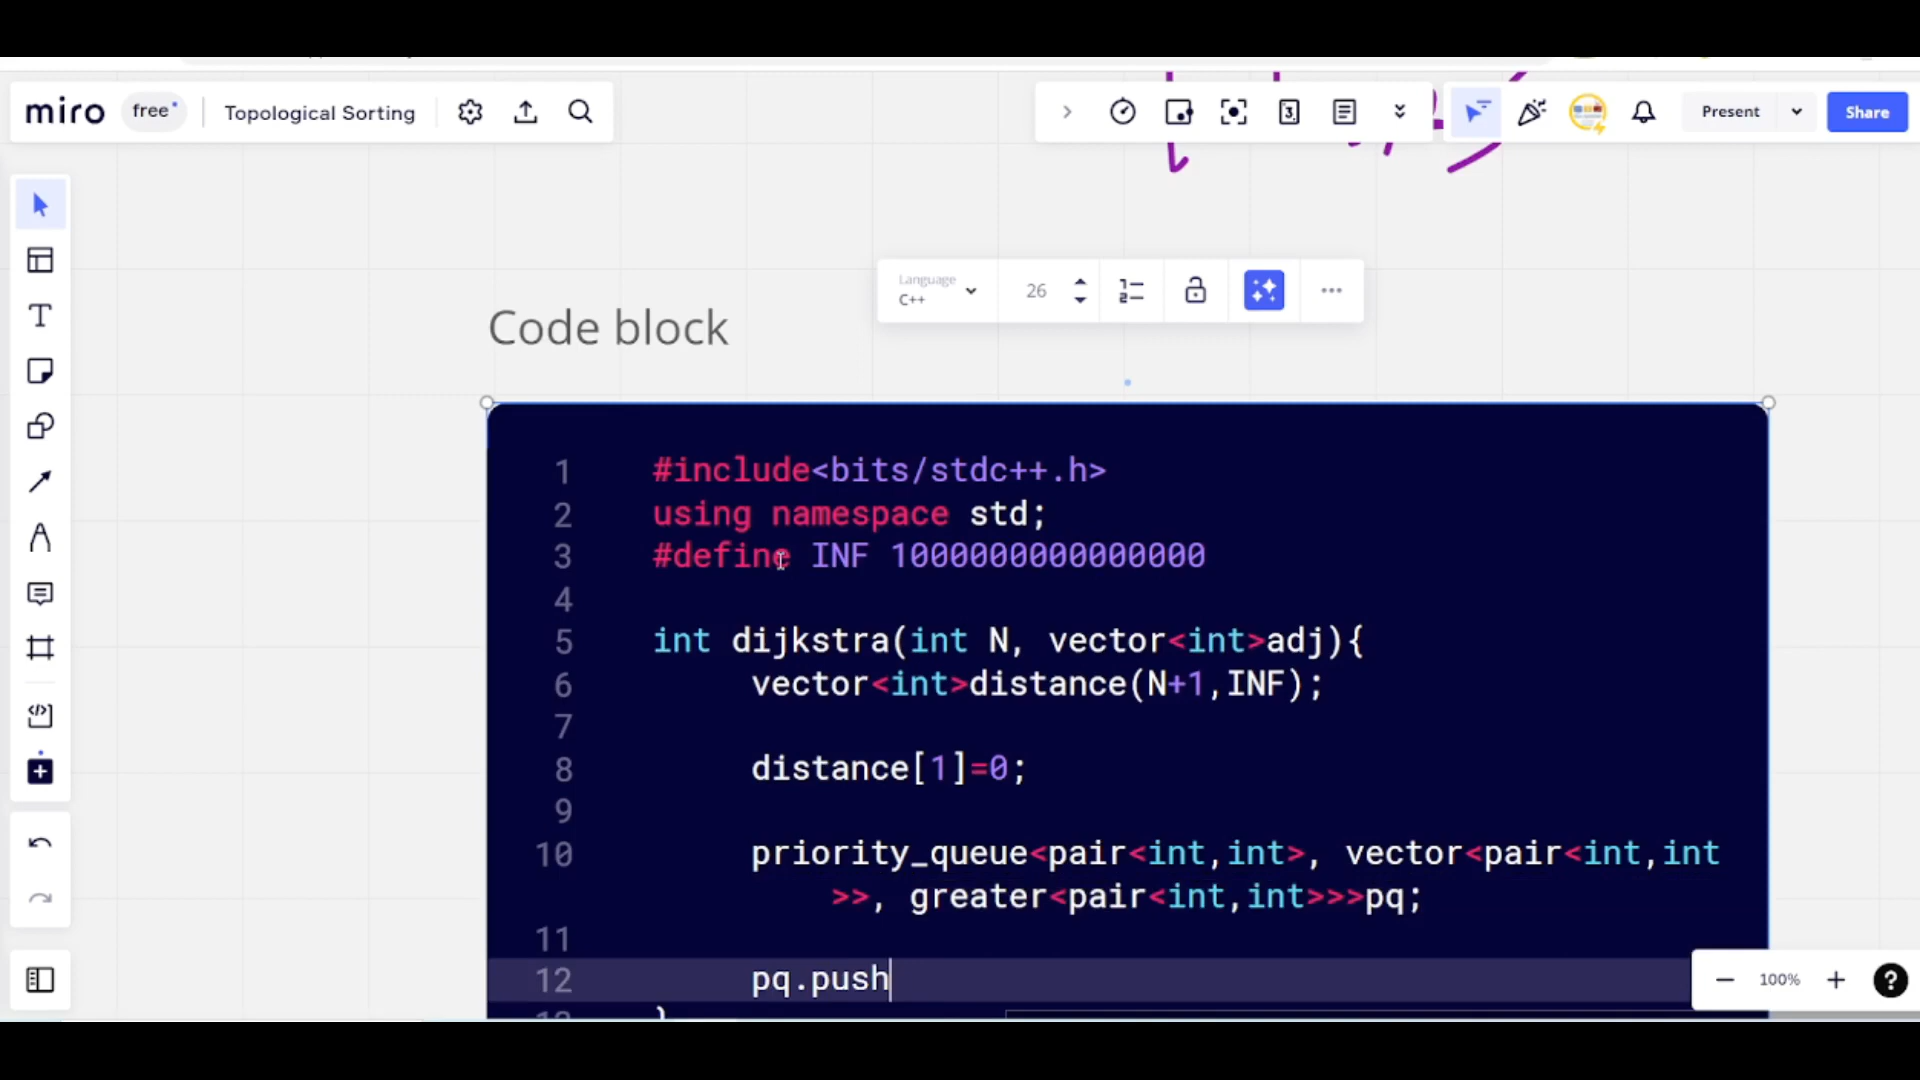 miro free Topological Sorting
3 Present Share
Language
C++
26
Code block
1 #include<bits/stdc++.h>
2 using namespace std;
3 #define INF 1000000000000000
4
5 int dijkstra(int N, vector<int>adj){
6 vector<int>distance(N+1,INF);
7
8 distance[1]=0;
9
10 priority_queue<pair<int,int>, vector<pair<int,int
>>, greater<pair<int,int>>>pq;
11
12 pq.push
}
100%